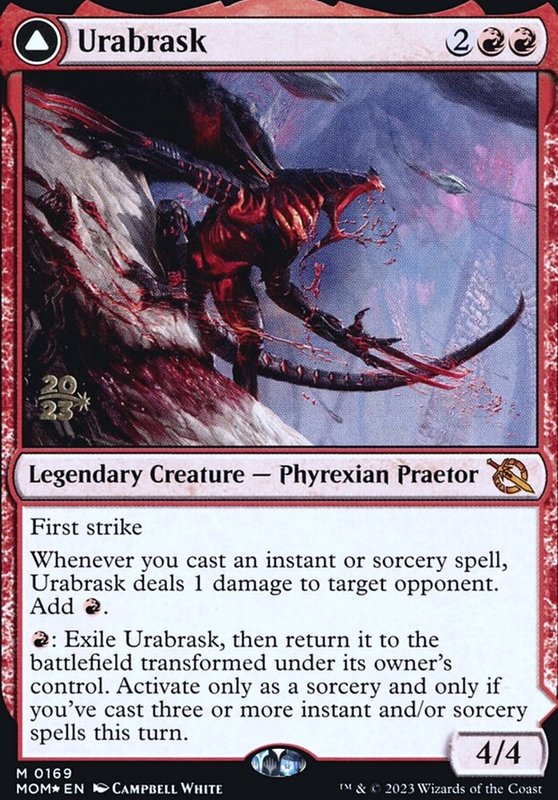 Urabrask 2
20
23
Legendary Creature — Phyrexian Praetor
First strike
Whenever you cast an instant or sorcery spell,
Urabrask deals 1 damage to target opponent.
Add .
: Exile Urabrask, then return it to the
battlefield transformed under its owner's
control. Activate only as a sorcery and only if
you've cast three or more instant and/or sorcery
spells this turn.
4/4
M 0169
MOM★EN Campbell White ™ & © 2023 Wizards of the Coast